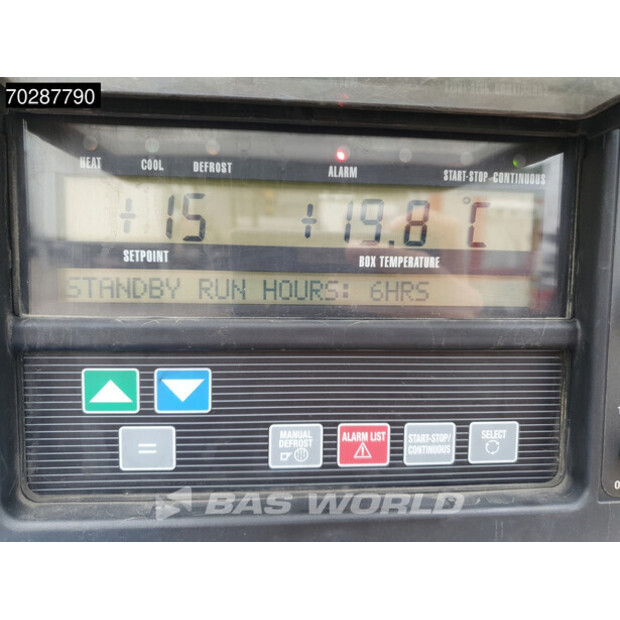 70287790
HEAT COOL DEFROST ALARM START-STOP CONTINUOUS
+15 +19.8 °C
SETPOINT BOX TEMPERATURE
STANDBY RUN HOURS: 6HRS
MANUAL DEFROST
ALARM LIST
START-STOP/ CONTINUOUS
SELECT
=
BAS WORLD